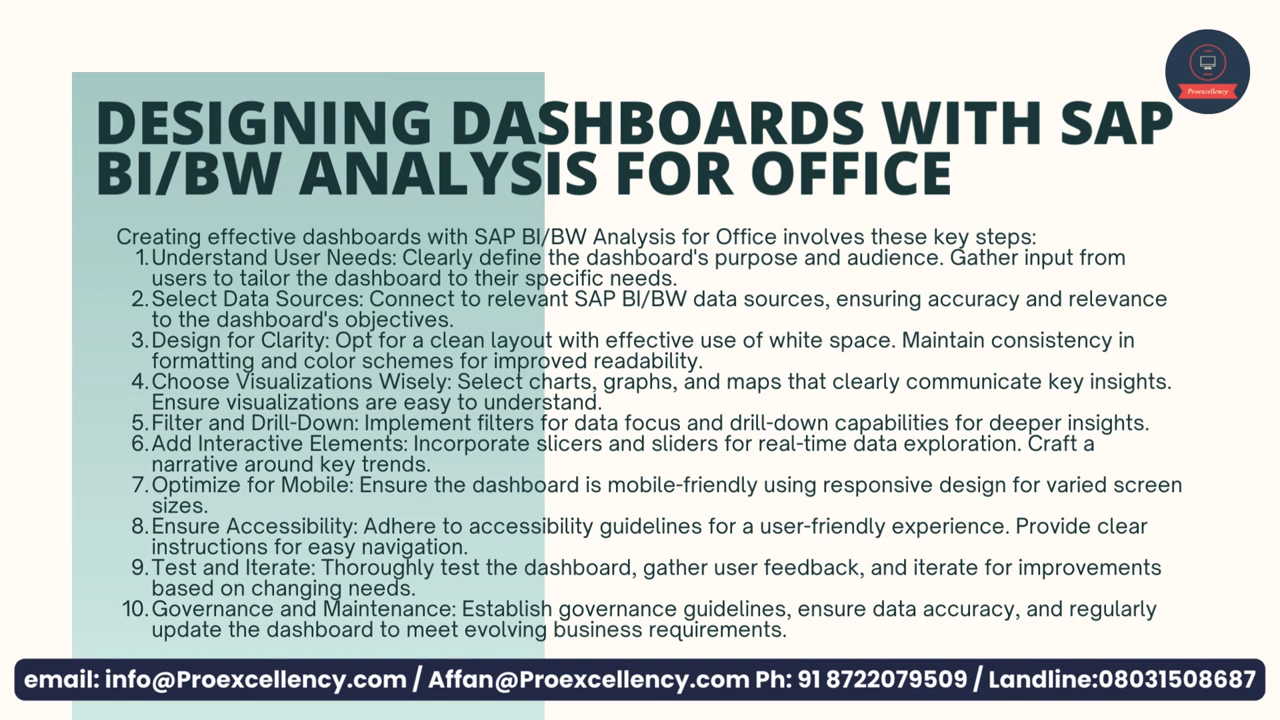 Proexcellency
DESIGNING DASHBOARDS WITH SAP
BI/BW ANALYSIS FOR OFFICE
Creating effective dashboards with SAP BI/BW Analysis for Office involves these key steps:
1. Understand User Needs: Clearly define the dashboard's purpose and audience. Gather input from
users to tailor the dashboard to their specific needs.
2. Select Data Sources: Connect to relevant SAP BI/BW data sources, ensuring accuracy and relevance
to the dashboard's objectives.
3. Design for Clarity: Opt for a clean layout with effective use of white space. Maintain consistency in
formatting and color schemes for improved readability.
4. Choose Visualizations Wisely: Select charts, graphs, and maps that clearly communicate key insights.
Ensure visualizations are easy to understand.
5. Filter and Drill-Down: Implement filters for data focus and drill-down capabilities for deeper insights.
6. Add Interactive Elements: Incorporate slicers and sliders for real-time data exploration. Craft a
narrative around key trends.
7. Optimize for Mobile: Ensure the dashboard is mobile-friendly using responsive design for varied screen
sizes.
8. Ensure Accessibility: Adhere to accessibility guidelines for a user-friendly experience. Provide clear
instructions for easy navigation.
9. Test and Iterate: Thoroughly test the dashboard, gather user feedback, and iterate for improvements
based on changing needs.
10. Governance and Maintenance: Establish governance guidelines, ensure data accuracy, and regularly
update the dashboard to meet evolving business requirements.
email: info@Proexcellency.com / Affan@Proexcellency.com Ph: 91 8722079509 / Landline:08031508687